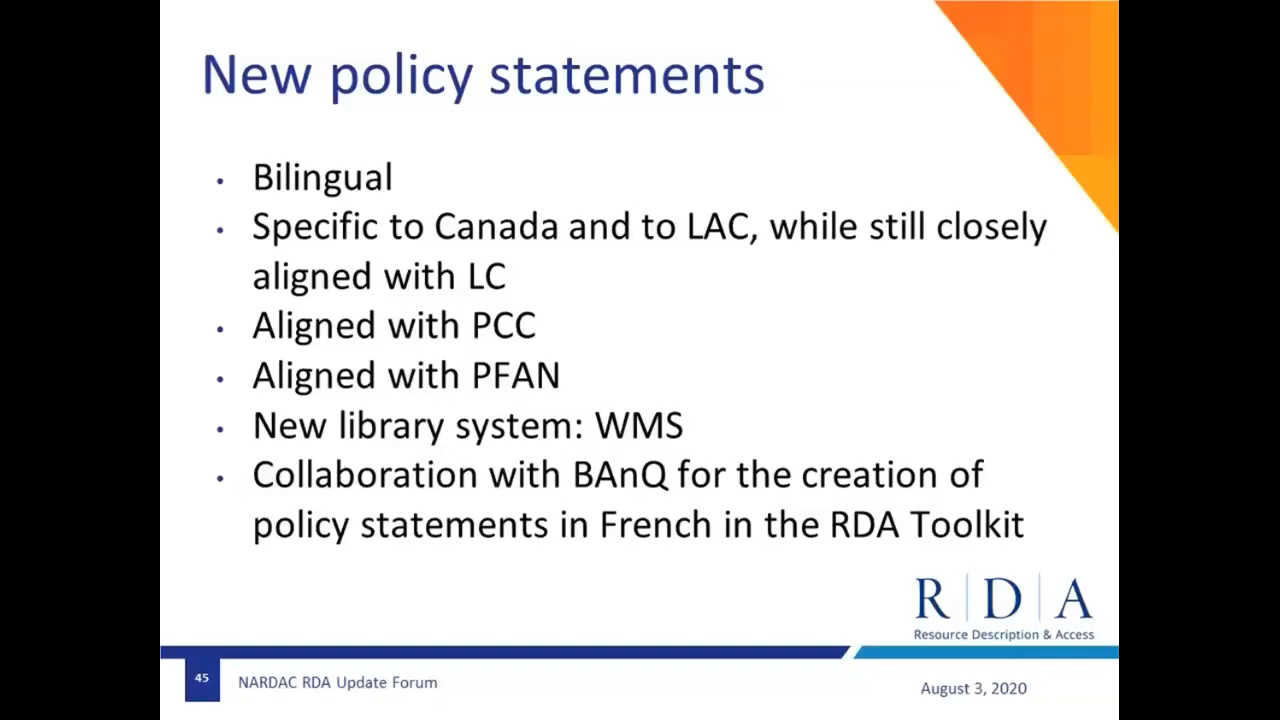 New policy statements
• Bilingual
• Specific to Canada and to LAC, while still closely
aligned with LC
• Aligned with PCC
• Aligned with PFAN
• New library system: WMS
• Collaboration with BAnQ for the creation of
policy statements in French in the RDA Toolkit
R|D|A
Resource Description & Access
45
NARDAC RDA Update Forum
August 3, 2020